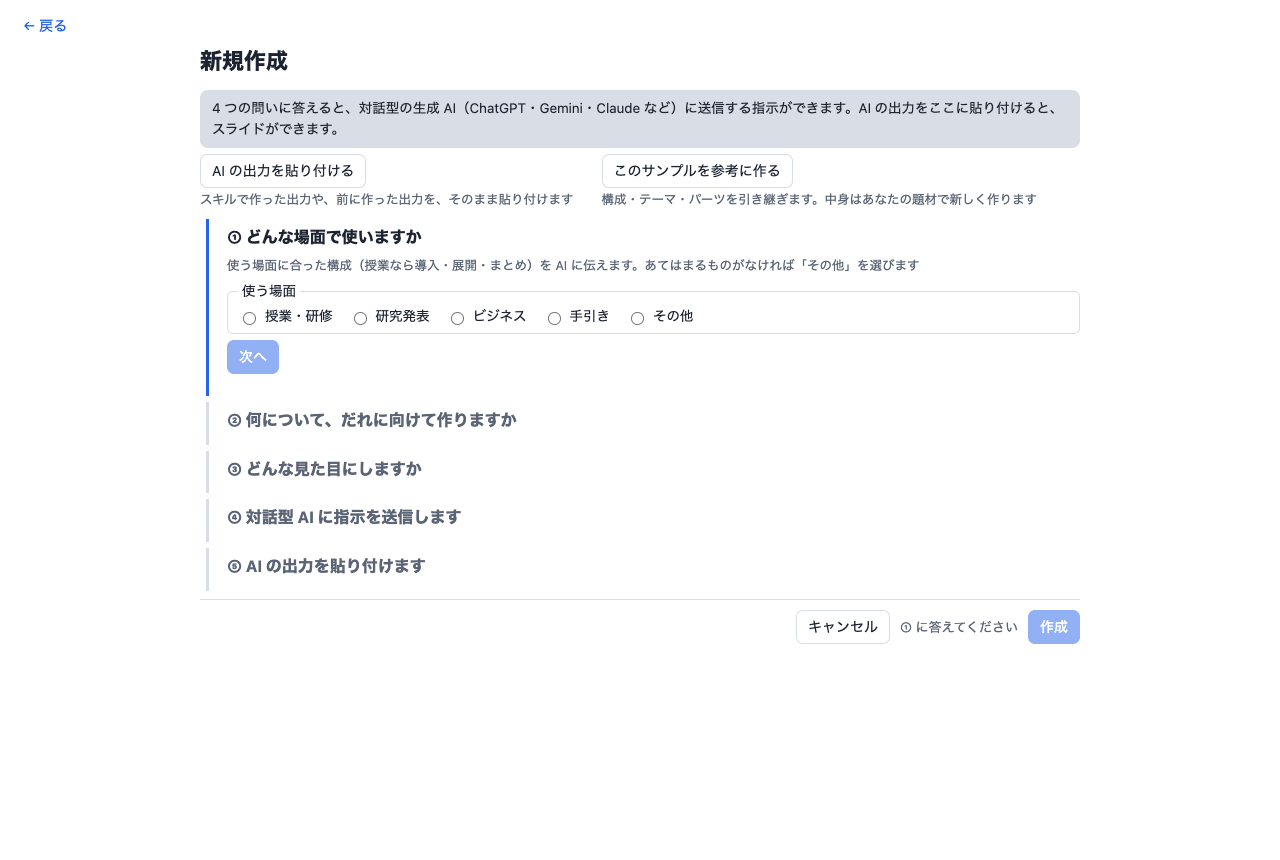 ← 戻る
新規作成
4 つの問いに答えると、対話型の生成 AI（ChatGPT・Gemini・Claude など）に送信する指示ができます。AI の出力をここに貼り付けると、
スライドができます。
AI の出力を貼り付ける
このサンプルを参考に作る
スキルで作った出力や、前に作った出力を、そのまま貼り付けます
構成・テーマ・パーツを引き継ぎます。中身はあなたの題材で新しく作ります
① どんな場面で使いますか
使う場面に合った構成（授業なら導入・展開・まとめ）を AI に伝えます。あてはまるものがなければ「その他」を選びます
使う場面
授業・研修 研究発表 ビジネス 手引き その他
次へ
② 何について、だれに向けて作りますか
③ どんな見た目にしますか
④ 対話型 AI に指示を送信します
⑤ AI の出力を貼り付けます
キャンセル ① に答えてください 作成